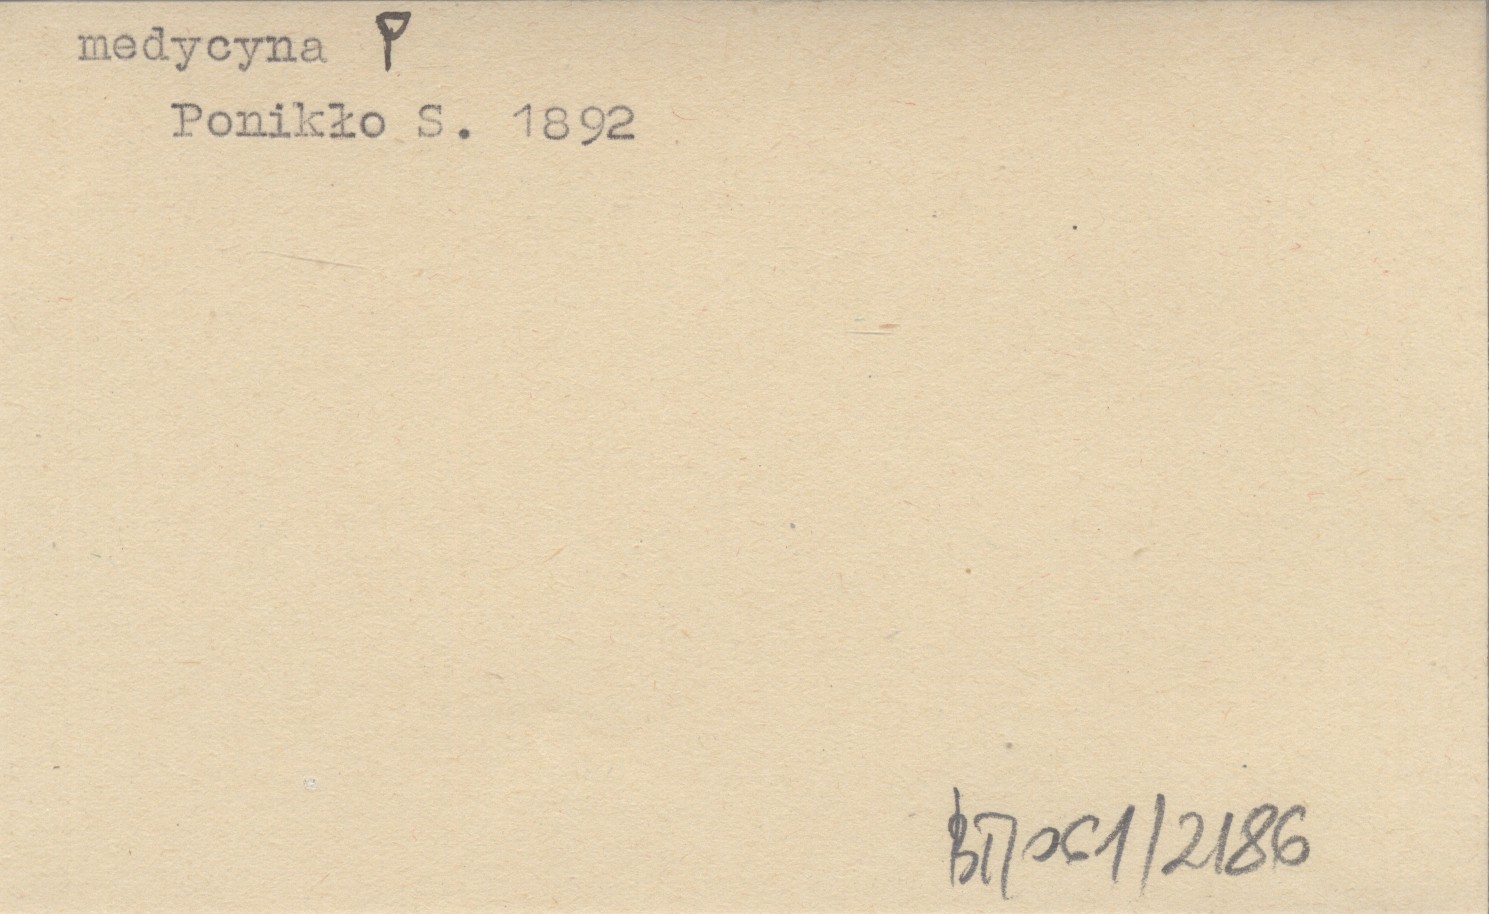 medycyna P
Ponikło S. 1892